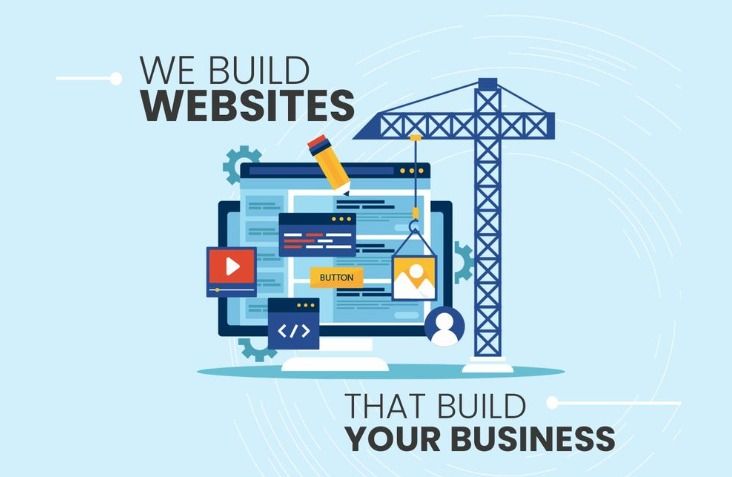 WE BUILD
WEBSITES
BUTTON
</>
THAT BUILD
YOUR BUSINESS